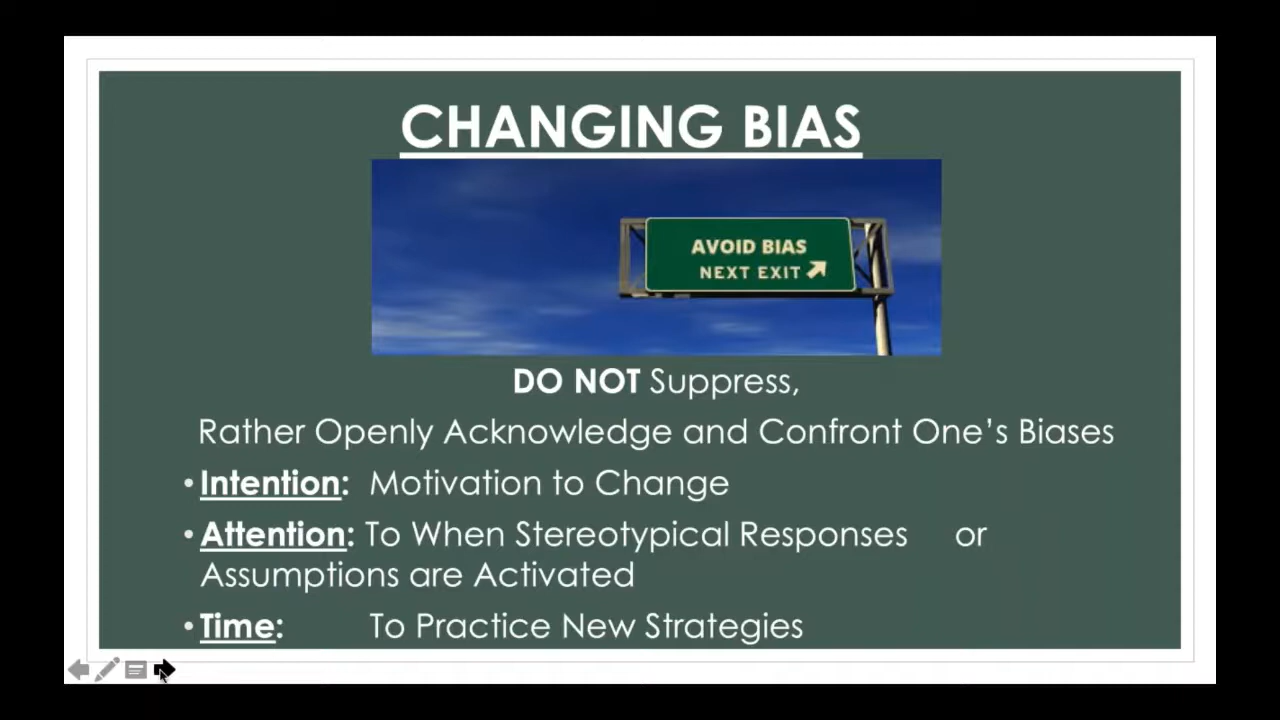 CHANGING BIAS
AVOID BIAS
NEXT EXIT
DO NOT Suppress,
Rather Openly Acknowledge and Confront One's Biases
• Intention: Motivation to Change
• Attention: To When Stereotypical Responses or
Assumptions are Activated
• Time: To Practice New Strategies